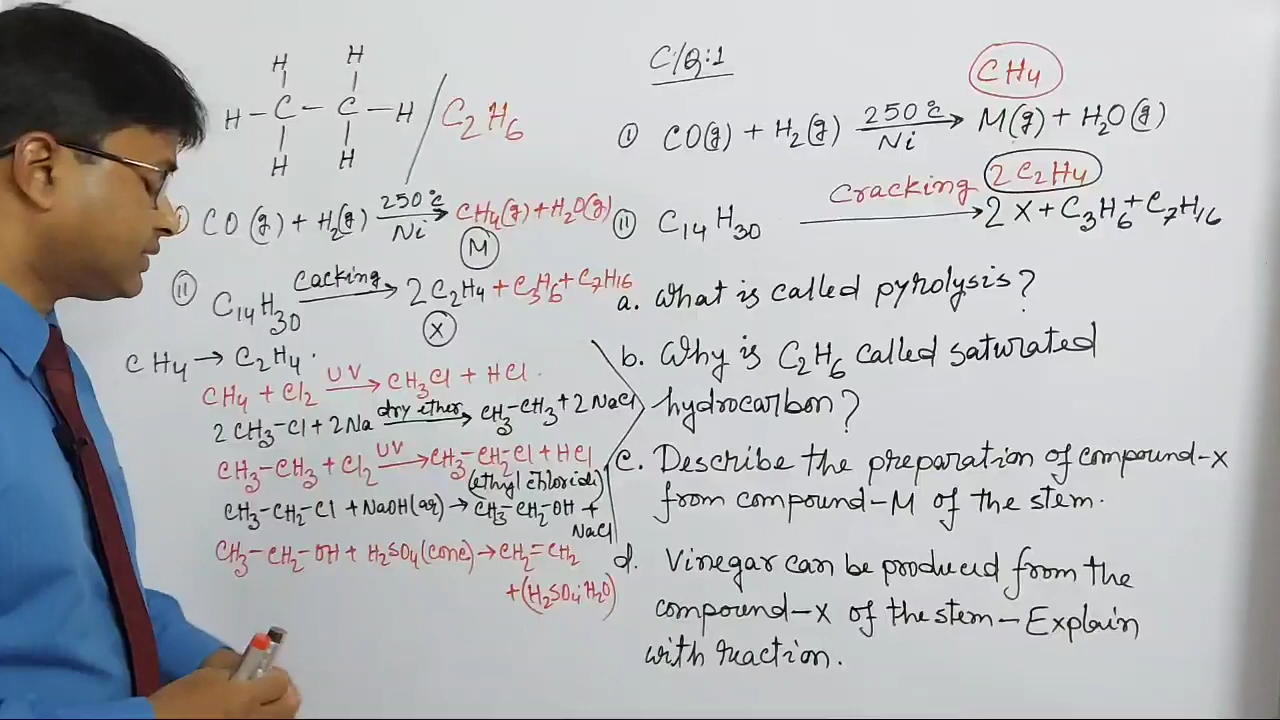 H H
H – C – C – H / C2H6
H H
① CO(g) + H2(g) 250°C Ni → CH4(g) + H2O(g)
M
② C14H30 Cacking → 2C2H4 + C3H6 + C7H16
X
CH4 → C2H4.
CH4 + Cl2 UV → CH3Cl + HCl.
2CH3–Cl + 2Na dry ether → CH3–CH3 + 2NaCl
CH3–CH3 + Cl2 UV → CH3–CH2–Cl + HCl
(ethyl chloride)
CH3–CH2–Cl + NaOH(aq) → CH3–CH2–OH +
NaCl
CH3–CH2–OH + H2SO4(conc) → CH2=CH2
+ (H2SO4·H2O)
C/Q:1
CH4
① CO(g) + H2(g) 250°C Ni → M(g) + H2O(g)
2C2H4
② C14H30 Cracking → 2X + C3H6 + C7H16
a. What is called pyrolysis?
b. Why is C2H6 called saturated
hydrocarbon?
c. Describe the preparation of compound-X
from compound-M of the stem.
d. Vinegar can be produced from the
compound-X of the stem – Explain
with reaction.